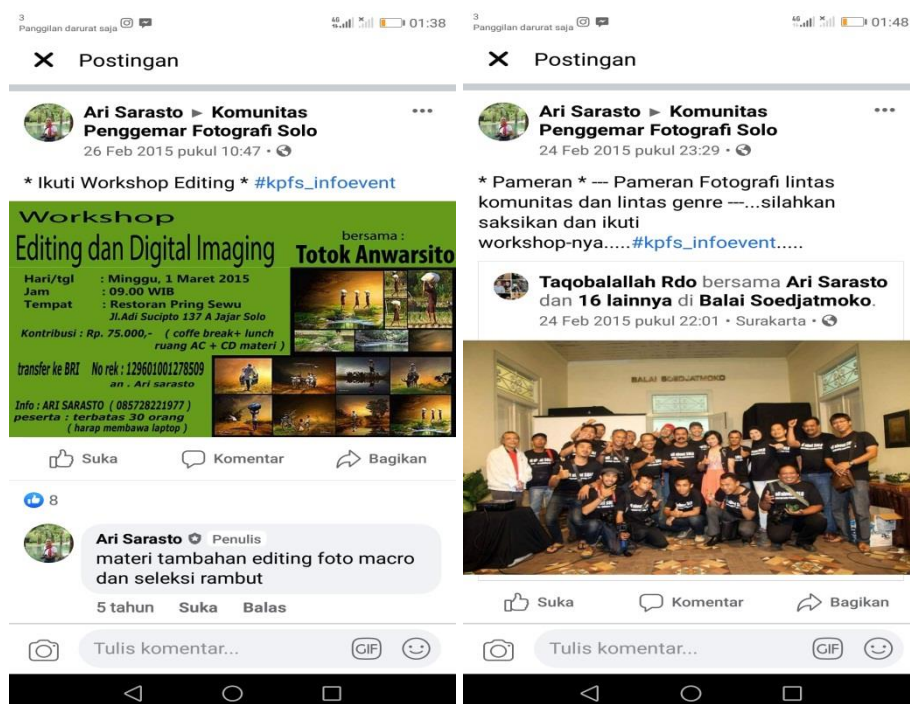 3
Panggilan darurat saja
4G
01:38
Postingan
Ari Sarasto ► Komunitas
Penggemar Fotografi Solo
26 Feb 2015 pukul 10:47 •
* Ikuti Workshop Editing * #kpfs_infoevent
Workshop
Editing dan Digital Imaging
bersama :
Totok Anwarsito
Hari/tgl : Minggu, 1 Maret 2015
Jam : 09.00 WIB
Tempat : Restoran Pring Sewu
Jl.Adi Sucipto 137 A Jajar Solo
Kontribusi : Rp. 75.000,- ( coffe break+ lunch
ruang AC + CD materi )
transfer ke BRI No rek : 129601001278509
an . Ari sarasto
Info : ARI SARASTO ( 085728221977 )
peserta : terbatas 30 orang
( harap membawa laptop )
Suka Komentar Bagikan
8
Ari Sarasto Penulis
materi tambahan editing foto macro
dan seleksi rambut
5 tahun Suka Balas
Tulis komentar...
GIF
3
Panggilan darurat saja
4G
01:48
Postingan
Ari Sarasto ► Komunitas
Penggemar Fotografi Solo
24 Feb 2015 pukul 23:29 •
* Pameran * --- Pameran Fotografi lintas
komunitas dan lintas genre ---...silahkan
saksikan dan ikuti
workshop-nya.....#kpfs_infoevent.....
Taqobalallah Rdo bersama Ari Sarasto
dan 16 lainnya di Balai Soedjatmoko.
24 Feb 2015 pukul 22:01 • Surakarta •
BALAI SOEDJATMOKO
Suka Komentar Bagikan
Tulis komentar...
GIF